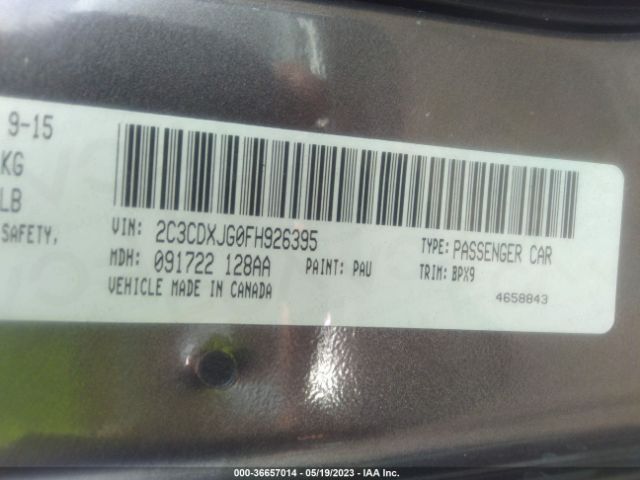 9-15
KG
LB
SAFETY,
VIN: 2C3CDXJG0FH926395
TYPE: PASSENGER CAR
MDH: 091722 128AA
PAINT: PAU
TRIM: BPX9
VEHICLE MADE IN CANADA
4658843
000-36657014 - 05/19/2023 - IAA Inc.